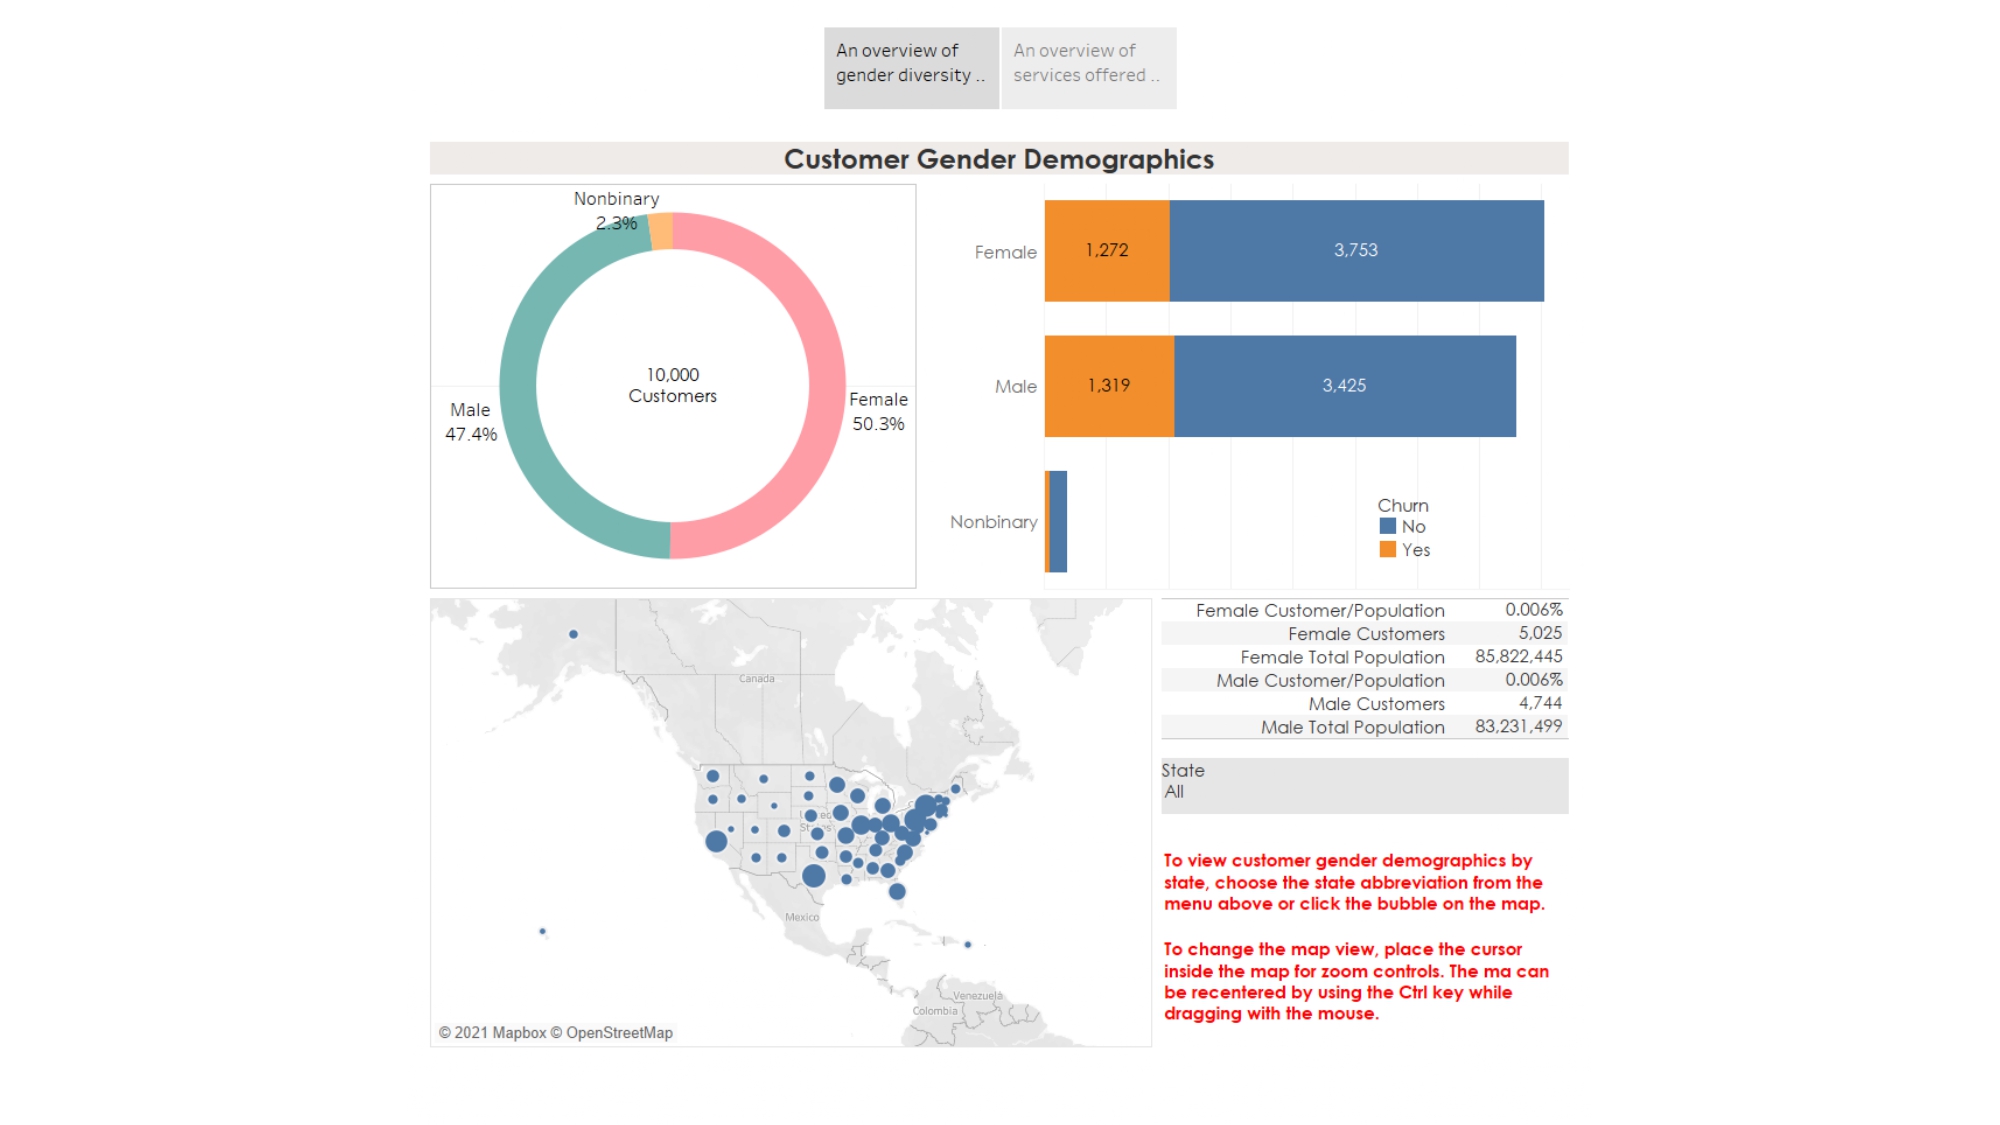 An overview of
gender diversity ..
An overview of
services offered ..
Customer Gender Demographics
Nonbinary
2.3%
10,000
Customers
Male
47.4%
Female
50.3%
Female
1,272
3,753
Male
1,319
3,425
Nonbinary
Churn
No
Yes
Canada
United
States
Mexico
Venezuela
Colombia
© 2021 Mapbox © OpenStreetMap
Female Customer/Population 0.006%
Female Customers 5,025
Female Total Population 85,822,445
Male Customer/Population 0.006%
Male Customers 4,744
Male Total Population 83,231,499
State
All
To view customer gender demographics by
state, choose the state abbreviation from the
menu above or click the bubble on the map.
To change the map view, place the cursor
inside the map for zoom controls. The ma can
be recentered by using the Ctrl key while
dragging with the mouse.